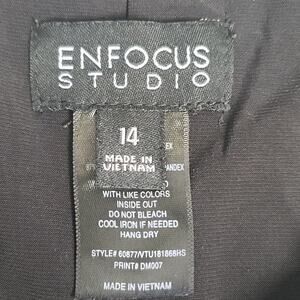 ENFOCUS
STUDIO
14
MADE IN
VIETNAM
WITH LIKE COLORS
INSIDE OUT
DO NOT BLEACH
COOL IRON IF NEEDED
HANG DRY
STYLE# 60877/VTU181868HS
PRINT# DM007
MADE IN VIETNAM